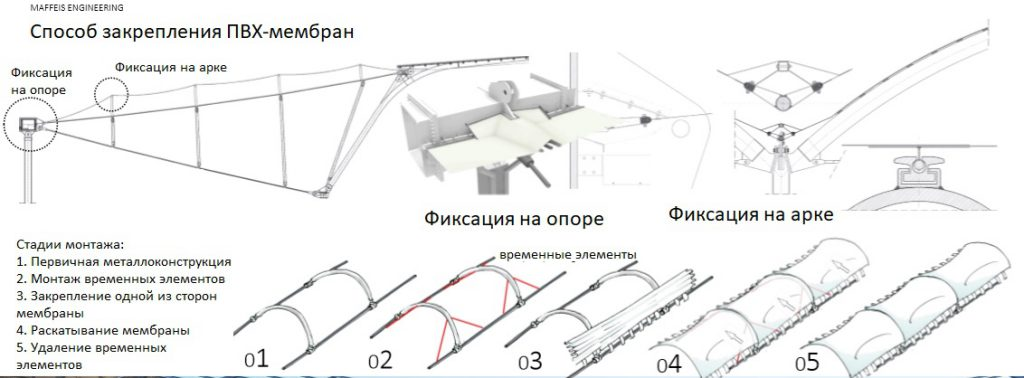 MAFFEIS ENGINEERING
Способ закрепления ПВХ-мембран
Фиксация
на опоре
Фиксация на арке
Фиксация на опоре
Фиксация на арке
Стадии монтажа:
1. Первичная металлоконструкция
2. Монтаж временных элементов
3. Закрепление одной из сторон
мембраны
4. Раскатывание мембраны
5. Удаление временных
элементов
временные элементы
01
02
03
04
05